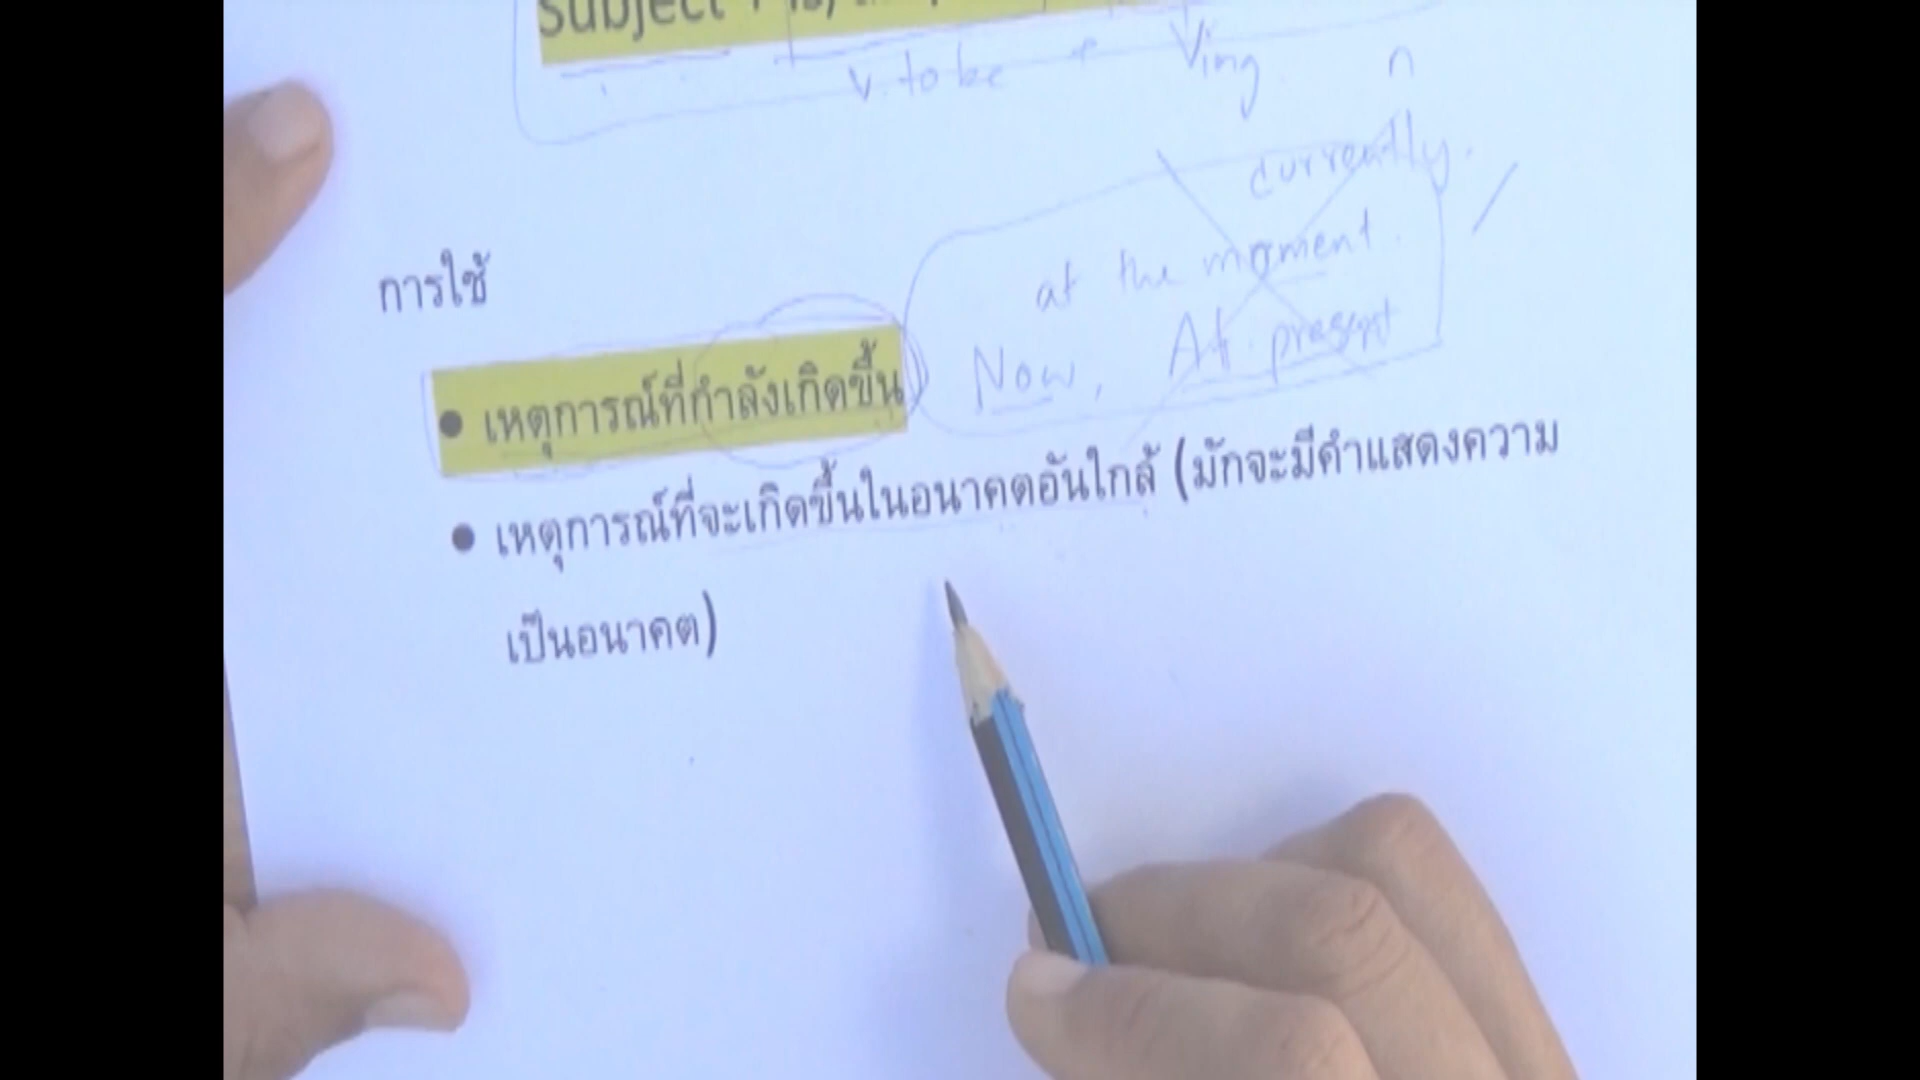 Subject
v. to be + Ving
currently.
การใช้
at the moment.
• เหตุการณ์ที่กำลังเกิดขึ้น Now, At present
• เหตุการณ์ที่จะเกิดขึ้นในอนาคตอันใกล้ (มักจะมีคำแสดงความ
เป็นอนาคต)